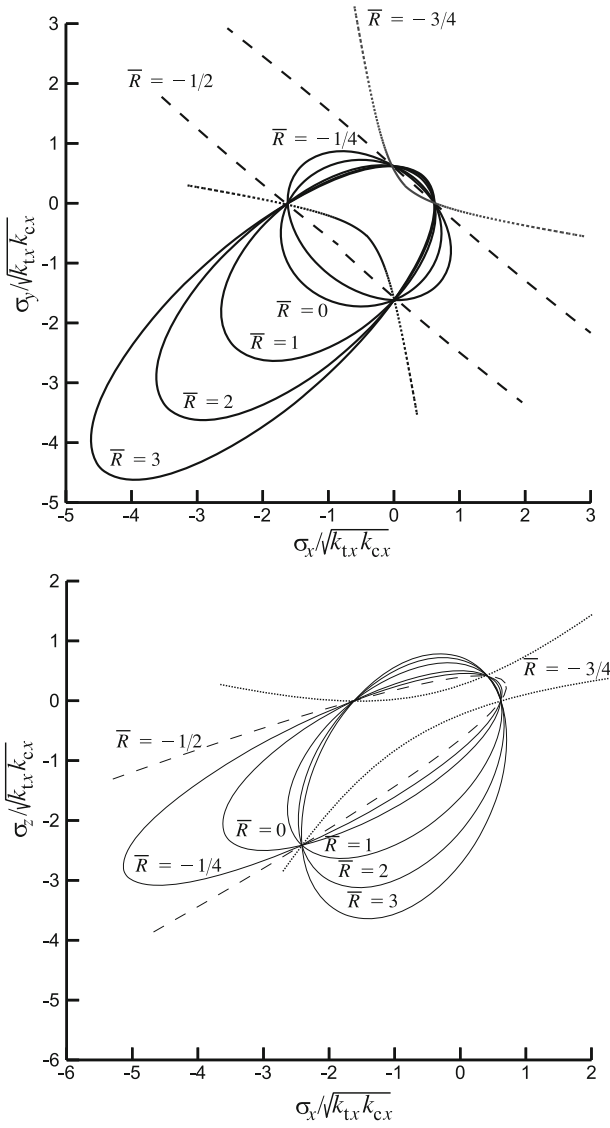 3
2
1
0
-1
-2
-3
-4
-5
σy/√ktx kcx
R̅ = −3/4
R̅ = −1/2
R̅ = −1/4
R̅ = 0
R̅ = 1
R̅ = 2
R̅ = 3
-5 -4 -3 -2 -1 0 1 2 3
σx/√ktx kcx
2
1
0
-1
-2
-3
-4
-5
-6
σz/√ktx kcx
R̅ = −3/4
R̅ = −1/2
R̅ = 0
R̅ = 1
R̅ = −1/4
R̅ = 2
R̅ = 3
-6 -5 -4 -3 -2 -1 0 1 2
σx/√ktx kcx